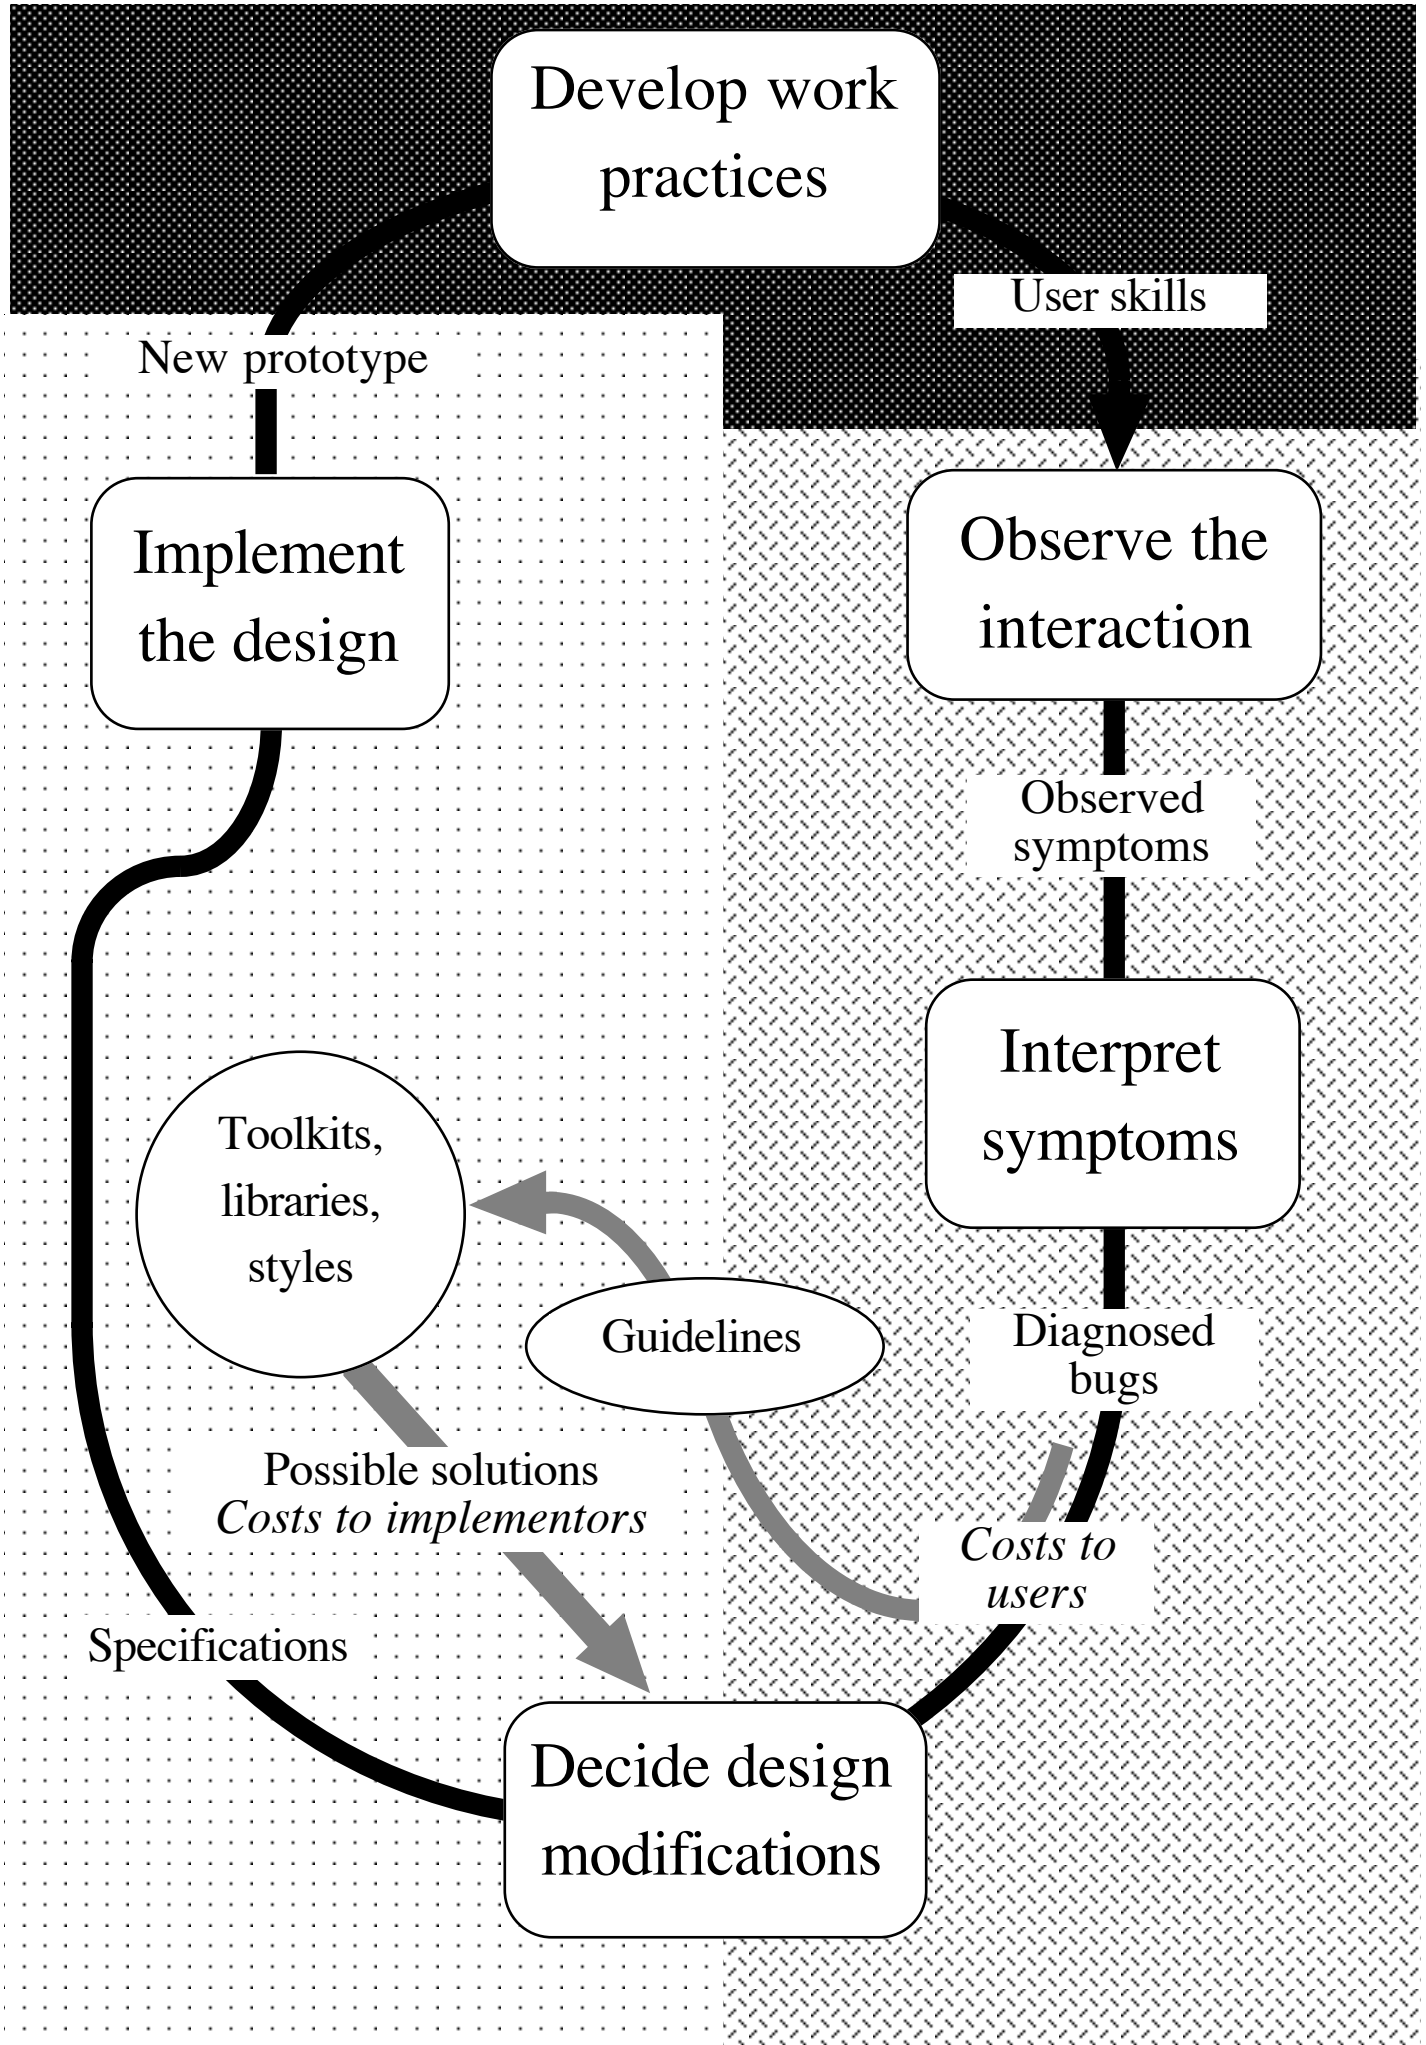 Develop work
practices
User skills
New prototype
Implement
the design
Observe the
interaction
Observed
symptoms
Interpret
symptoms
Toolkits,
libraries,
styles
Guidelines
Diagnosed
bugs
Possible solutions
Costs to implementors
Costs to
users
Specifications
Decide design
modifications